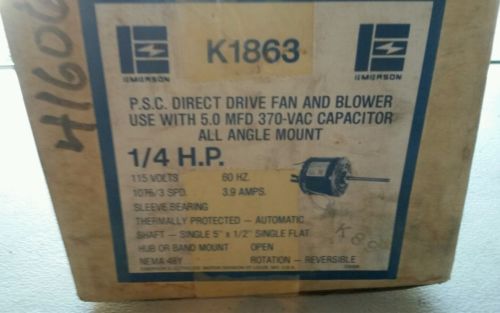 41606
EMERSON
K1863
EMERSON
P.S.C. DIRECT DRIVE FAN AND BLOWER
USE WITH 5.0 MFD 370-VAC CAPACITOR
ALL ANGLE MOUNT
1/4 H.P.
115 VOLTS 60 HZ.
1075/3 SPD. 3.9 AMPS.
SLEEVE BEARING
THERMALLY PROTECTED – AUTOMATIC
SHAFT – SINGLE 5" x 1/2" SINGLE FLAT
HUB OR BAND MOUNT OPEN
NEMA 48Y ROTATION – REVERSIBLE